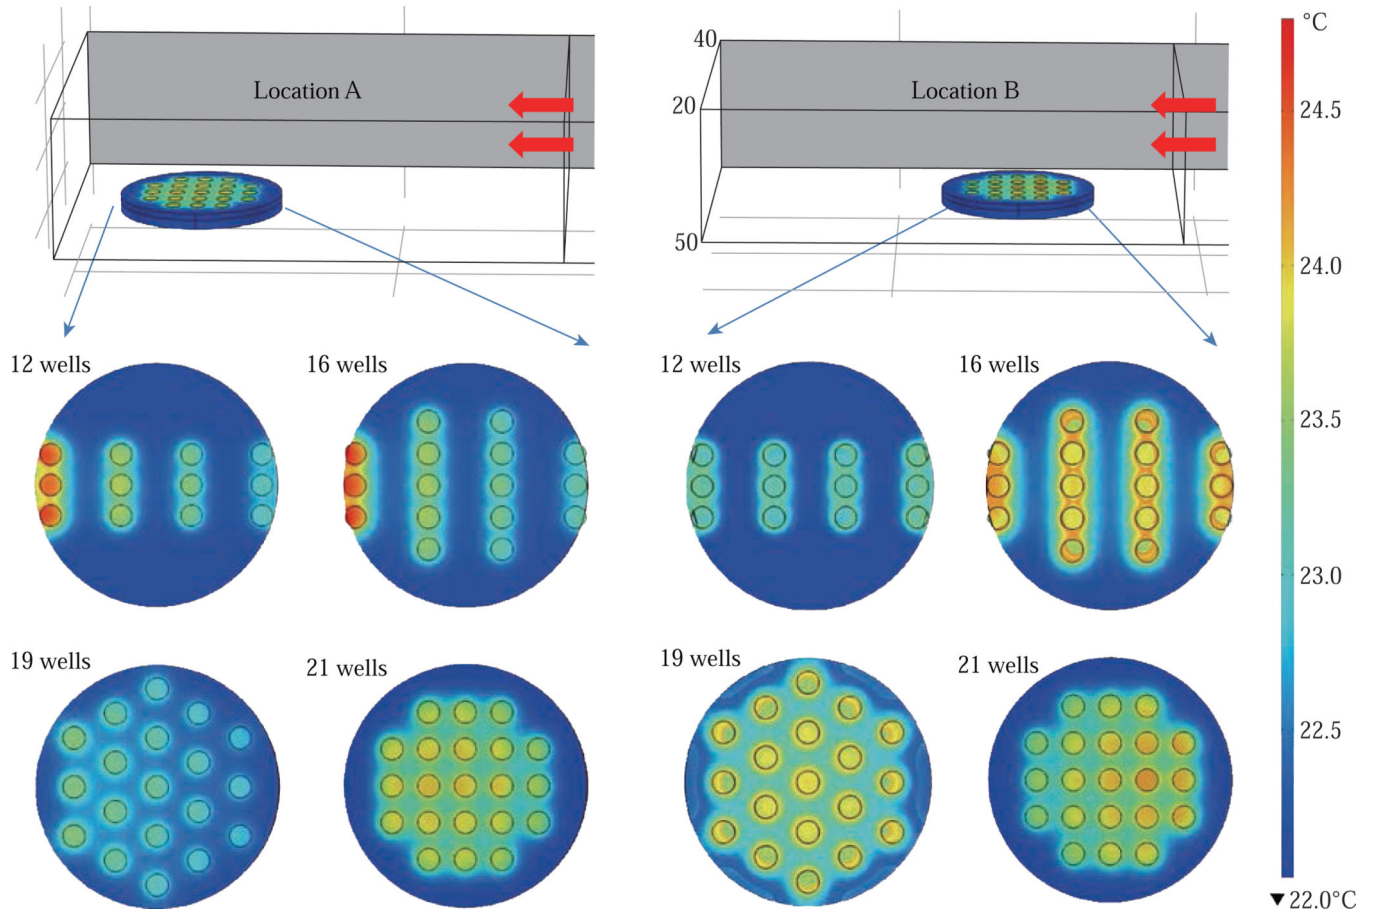 Location A
40
20
50
Location B
°C
24.5
24.0
23.5
23.0
22.5
▼ 22.0°C
12 wells
16 wells
12 wells
16 wells
19 wells
21 wells
19 wells
21 wells